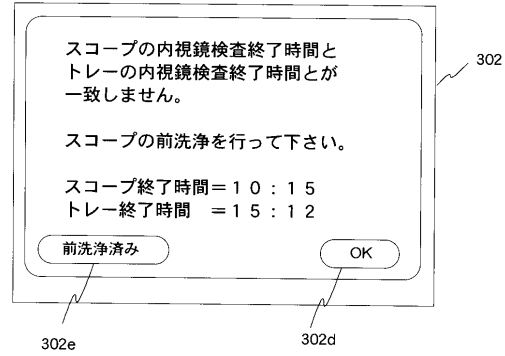 スコープの内視鏡検査終了時間と
トレーの内視鏡検査終了時間とが
一致しません。
スコープの前洗浄を行って下さい。
スコープ終了時間＝１０：１５
トレー終了時間　＝１５：１２
前洗浄済み
OK
302
302e
302d